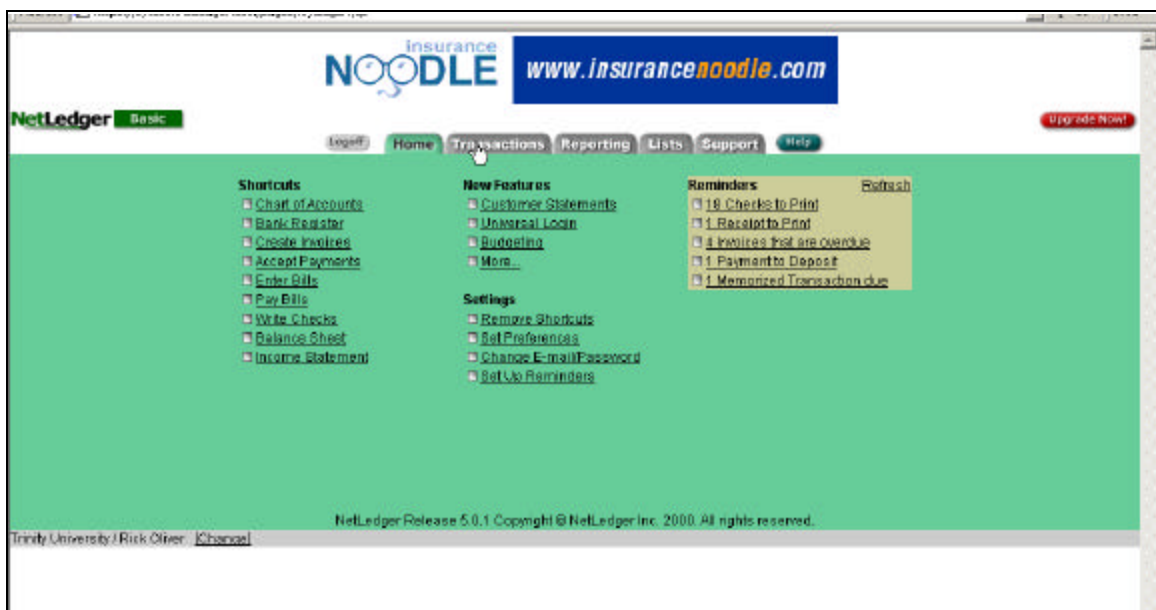 insurance
NOODLE
www.insurancenoodle.com
NetLedger Basic
Upgrade Now!
Logoff Home Transactions Reporting Lists Support Help
Shortcuts
Chart of Accounts
Bank Register
Create Invoices
Accept Payments
Enter Bills
Pay Bills
Write Checks
Balance Sheet
Income Statement
New Features
Customer Statements
Universal Login
Budgeting
More...
Settings
Remove Shortcuts
Set Preferences
Change E-mail/Password
Set Up Reminders
Reminders Refresh
18 Checks to Print
1 Receipt to Print
4 Invoices that are overdue
1 Payment to Deposit
1 Memorized Transaction due
NetLedger Release 5.0.1 Copyright © NetLedger Inc. 2000. All rights reserved.
Trinity University / Rick Oliver [Change]